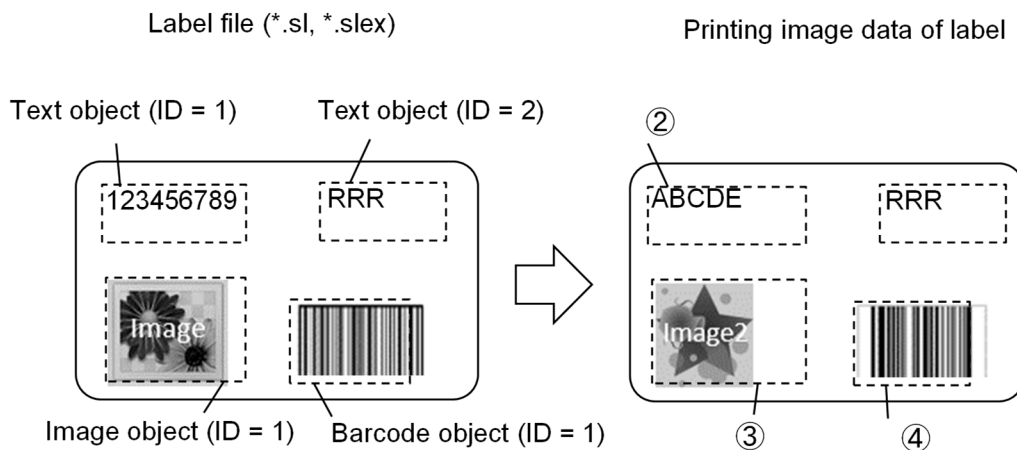 Label file (*.sl, *.slex)
Printing image data of label
Text object (ID = 1)
Text object (ID = 2)
②
123456789
RRR
ABCDE
RRR
Image
Image2
Image object (ID = 1)
Barcode object (ID = 1)
③
④